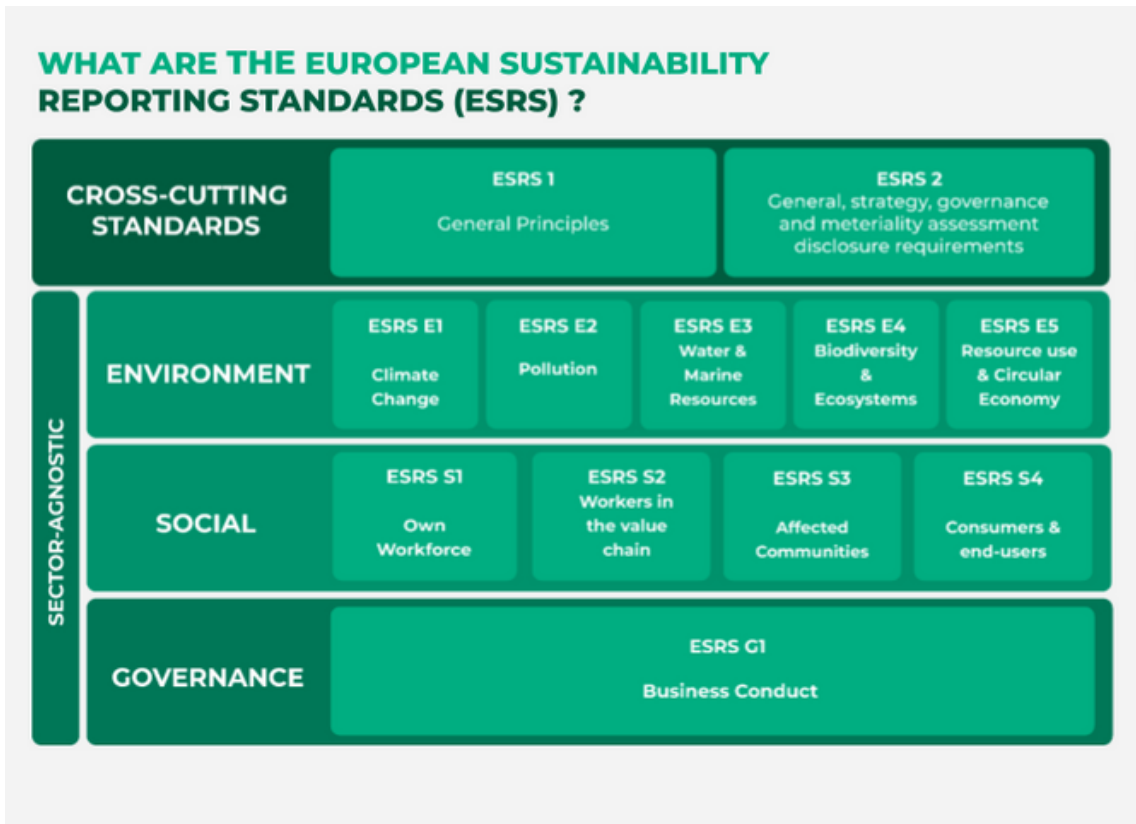 WHAT ARE THE EUROPEAN SUSTAINABILITY
REPORTING STANDARDS (ESRS) ?
CROSS-CUTTING
STANDARDS
ESRS 1
General Principles
ESRS 2
General, strategy, governance
and meteriality assessment
disclosure requirements
SECTOR-AGNOSTIC
ENVIRONMENT
ESRS E1
Climate
Change
ESRS E2
Pollution
ESRS E3
Water &
Marine
Resources
ESRS E4
Biodiversity
&
Ecosystems
ESRS E5
Resource use
& Circular
Economy
SOCIAL
ESRS S1
Own
Workforce
ESRS S2
Workers in
the value
chain
ESRS S3
Affected
Communities
ESRS S4
Consumers &
end-users
GOVERNANCE
ESRS G1
Business Conduct